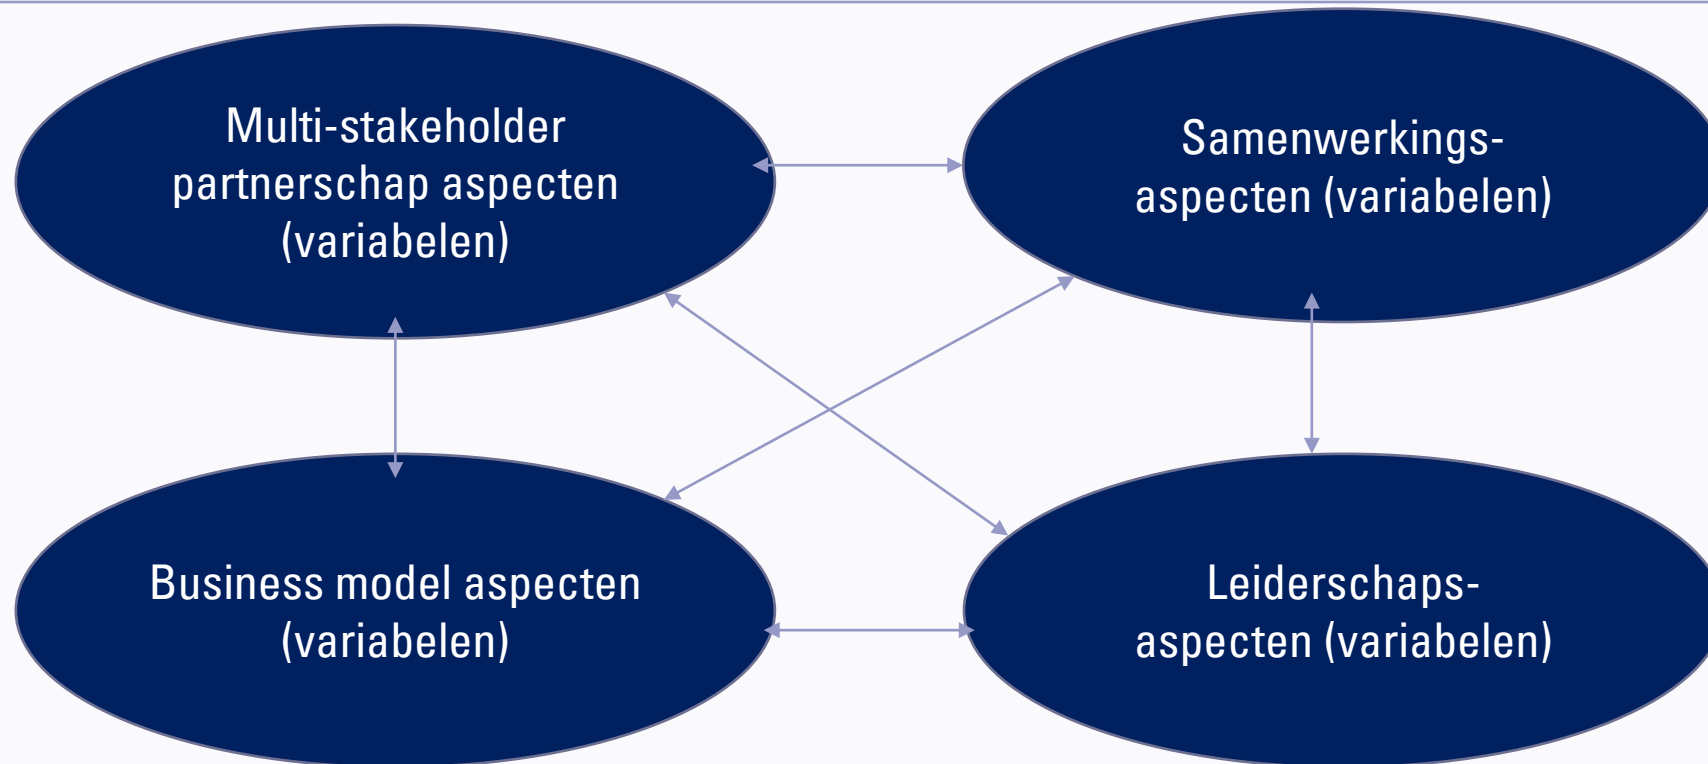 Multi-stakeholder
partnerschap aspecten
(variabelen)
Samenwerkings-
aspecten (variabelen)
Business model aspecten
(variabelen)
Leiderschaps-
aspecten (variabelen)